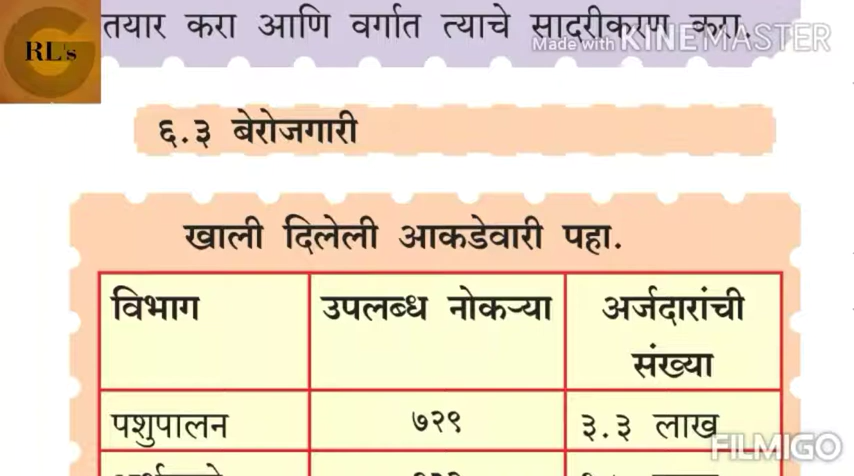 RL's
तयार करा आणि वर्गात त्याचे सादरीकरण करा.
Made with KINEMASTER
६.३ बेरोजगारी
खाली दिलेली आकडेवारी पहा.
विभाग उपलब्ध नोकऱ्या अर्जदारांची
संख्या
पशुपालन ७२९ ३.३ लाख
FILMIGO